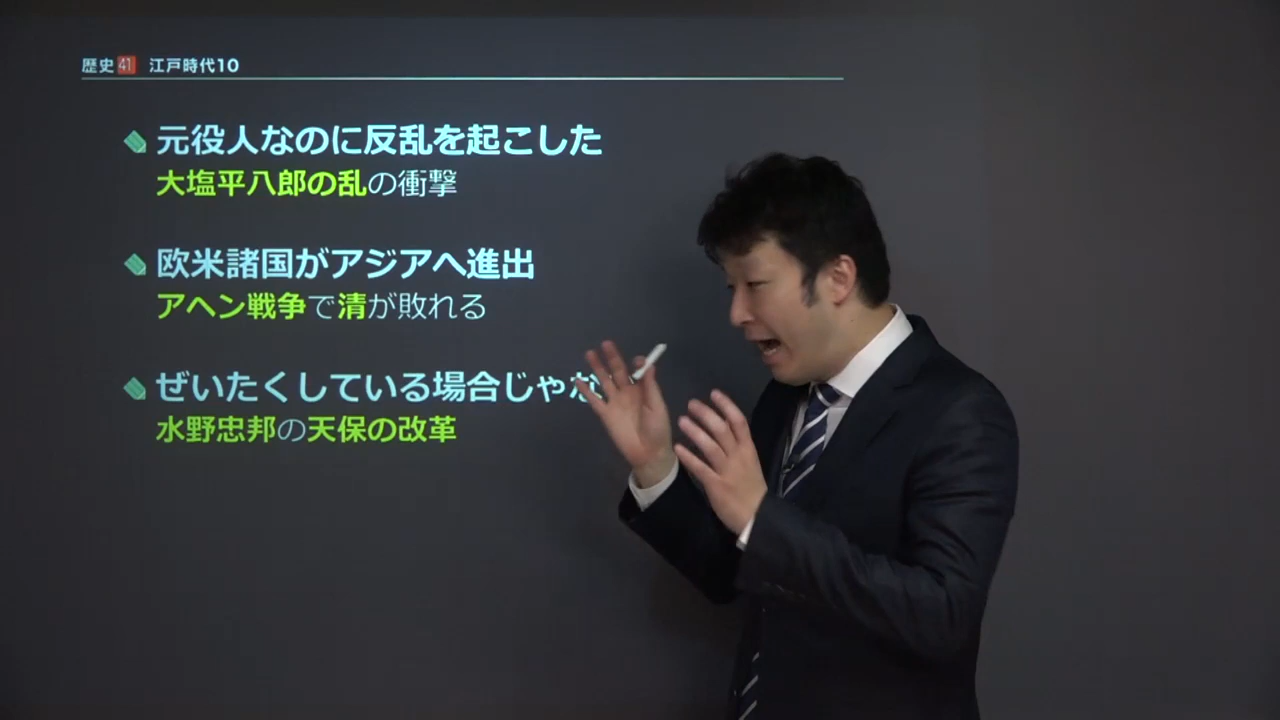 歴史41 江戸時代10
元役人なのに反乱を起こした
大塩平八郎の乱の衝撃
欧米諸国がアジアへ進出
アヘン戦争で清が敗れる
ぜいたくしている場合じゃな
水野忠邦の天保の改革